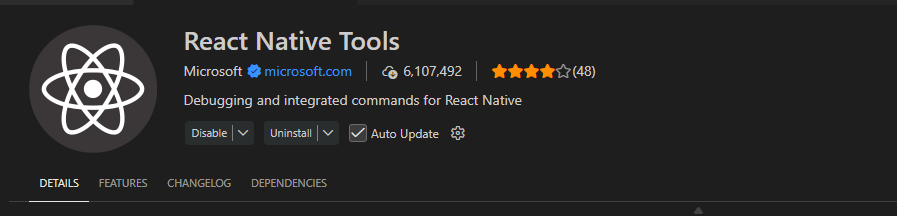 React Native Tools
Microsoft microsoft.com 6,107,492 (48)
Debugging and integrated commands for React Native
Disable Uninstall Auto Update
DETAILS FEATURES CHANGELOG DEPENDENCIES